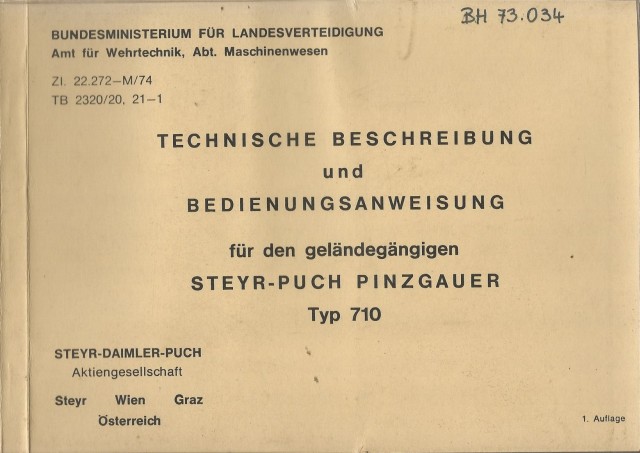 BH 73.034
BUNDESMINISTERIUM FÜR LANDESVERTEIDIGUNG
Amt für Wehrtechnik, Abt. Maschinenwesen
Zl. 22.272—M/74
TB 2320/20, 21—1
TECHNISCHE BESCHREIBUNG
und
BEDIENUNGSANWEISUNG
für den geländegängigen
STEYR-PUCH PINZGAUER
Typ 710
STEYR-DAIMLER-PUCH
Aktiengesellschaft
Steyr Wien Graz
Österreich
1. Auflage